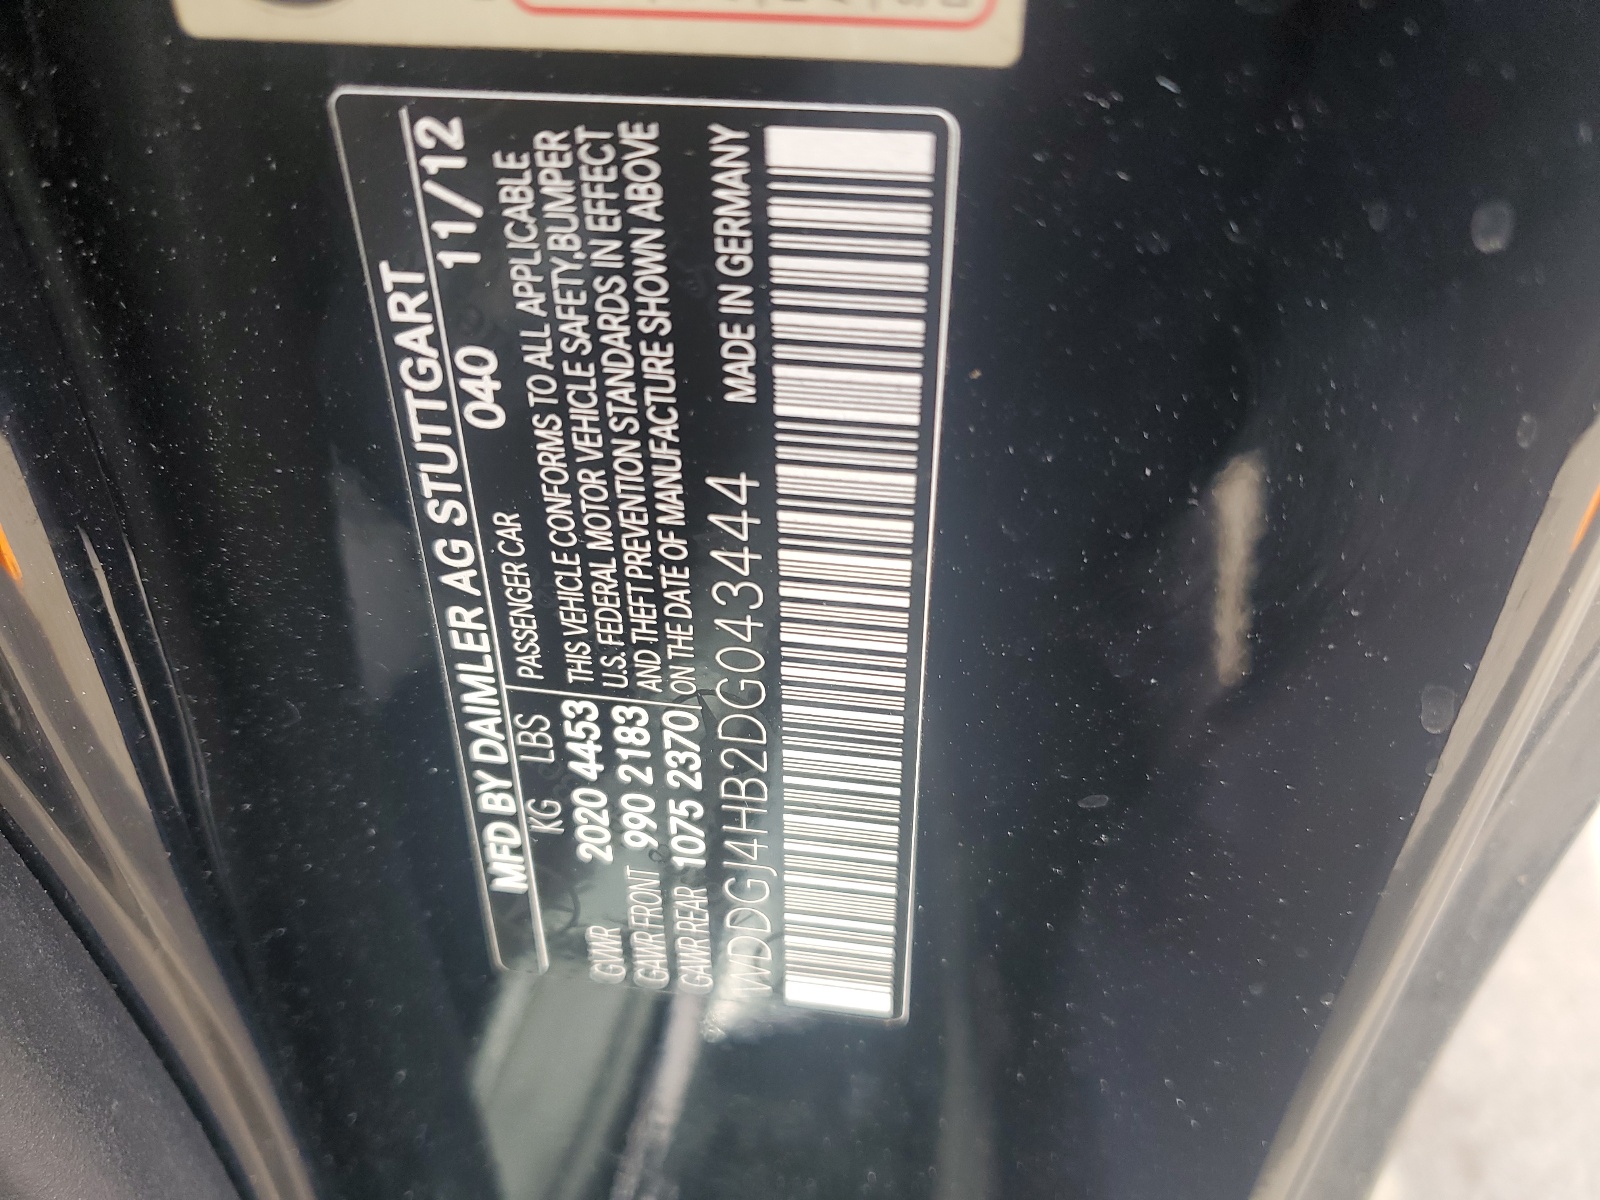 MFD BY DAIMLER AG STUTTGART
KG LBS 040 11/12
PASSENGER CAR
GVWR 2020 4453
GAWR FRONT 990 2183
GAWR REAR 1075 2370
THIS VEHICLE CONFORMS TO ALL APPLICABLE
U.S. FEDERAL MOTOR VEHICLE SAFETY,BUMPER
AND THEFT PREVENTION STANDARDS IN EFFECT
ON THE DATE OF MANUFACTURE SHOWN ABOVE
WDDGJ4HB2DG043444 MADE IN GERMANY